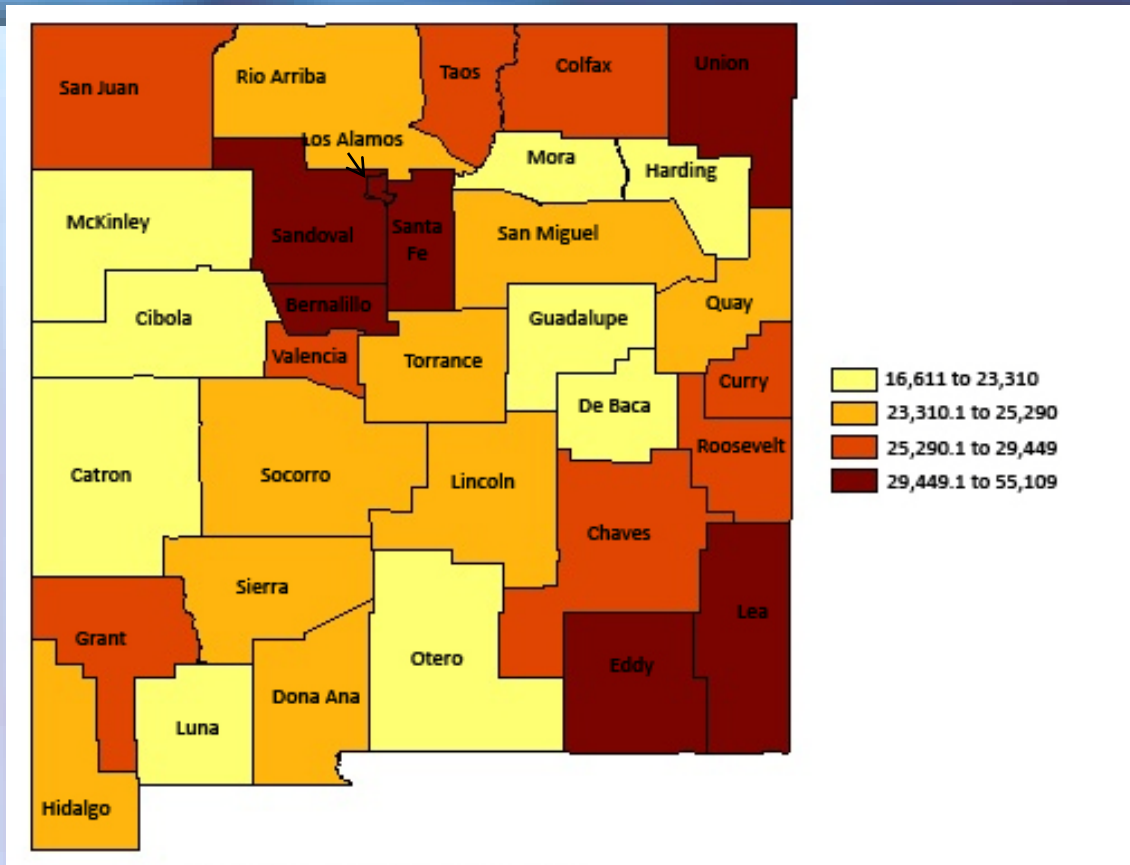 San Juan
Rio Arriba
Taos
Colfax
Union
Los Alamos
Mora
Harding
McKinley
Sandoval
Santa
Fe
San Miguel
Bernalillo
Quay
Cibola
Guadalupe
Valencia
Torrance
Curry
De Baca
Roosevelt
Catron
Socorro
Lincoln
Chaves
Sierra
Lea
Grant
Otero
Eddy
Dona Ana
Luna
Hidalgo
16,611 to 23,310
23,310.1 to 25,290
25,290.1 to 29,449
29,449.1 to 55,109